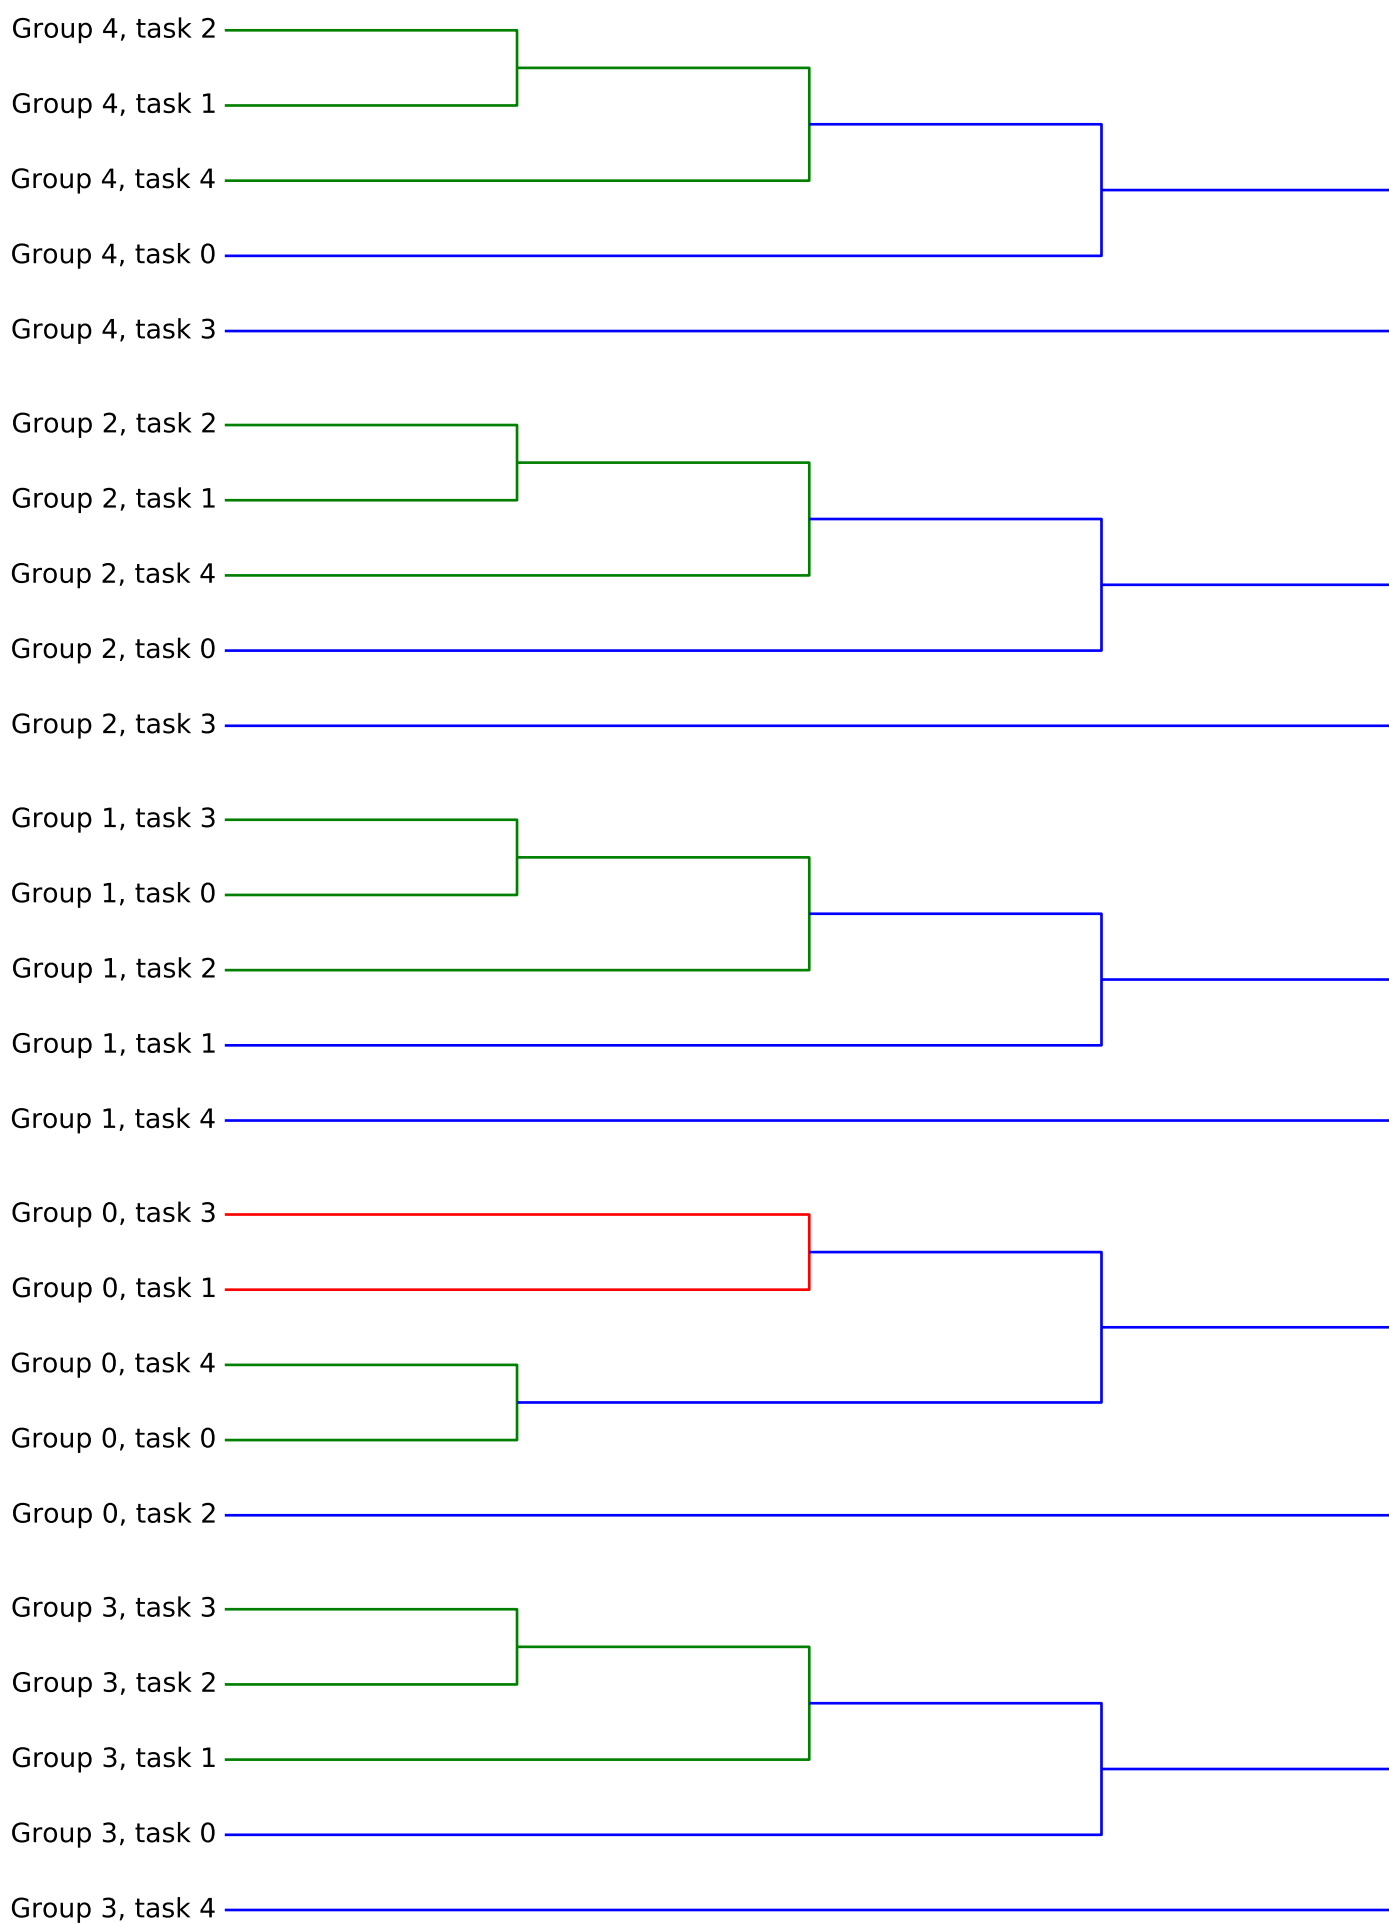 Group 4, task 2
Group 4, task 1
Group 4, task 4
Group 4, task 0
Group 4, task 3
Group 2, task 2
Group 2, task 1
Group 2, task 4
Group 2, task 0
Group 2, task 3
Group 1, task 3
Group 1, task 0
Group 1, task 2
Group 1, task 1
Group 1, task 4
Group 0, task 3
Group 0, task 1
Group 0, task 4
Group 0, task 0
Group 0, task 2
Group 3, task 3
Group 3, task 2
Group 3, task 1
Group 3, task 0
Group 3, task 4